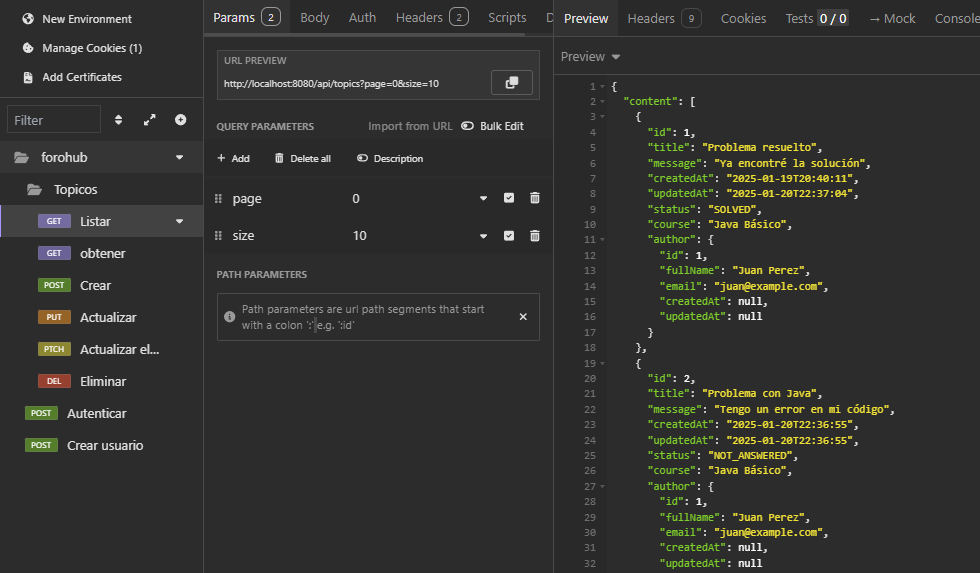 New Environment
Manage Cookies (1)
Add Certificates
Filter
forohub
Topicos
GET Listar
GET obtener
POST Crear
PUT Actualizar
PTCH Actualizar el...
DEL Eliminar
POST Autenticar
POST Crear usuario
Params 2 Body Auth Headers 2 Scripts D
URL PREVIEW
http://localhost:8080/api/topics?page=0&size=10
QUERY PARAMETERS Import from URL Bulk Edit
+ Add Delete all Description
page 0
size 10
PATH PARAMETERS
Path parameters are url path segments that start
with a colon ':' e.g. ':id'
Preview Headers 9 Cookies Tests 0 / 0 → Mock Console
Preview
1 {
2 "content": [
3 {
4 "id": 1,
5 "title": "Problema resuelto",
6 "message": "Ya encontré la solución",
7 "createdAt": "2025-01-19T20:40:11",
8 "updatedAt": "2025-01-20T22:37:04",
9 "status": "SOLVED",
10 "course": "Java Básico",
11 "author": {
12 "id": 1,
13 "fullName": "Juan Perez",
14 "email": "juan@example.com",
15 "createdAt": null,
16 "updatedAt": null
17 }
18 },
19 {
20 "id": 2,
21 "title": "Problema con Java",
22 "message": "Tengo un error en mi código",
23 "createdAt": "2025-01-20T22:36:55",
24 "updatedAt": "2025-01-20T22:36:55",
25 "status": "NOT_ANSWERED",
26 "course": "Java Básico",
27 "author": {
28 "id": 1,
29 "fullName": "Juan Perez",
30 "email": "juan@example.com",
31 "createdAt": null,
32 "updatedAt": null